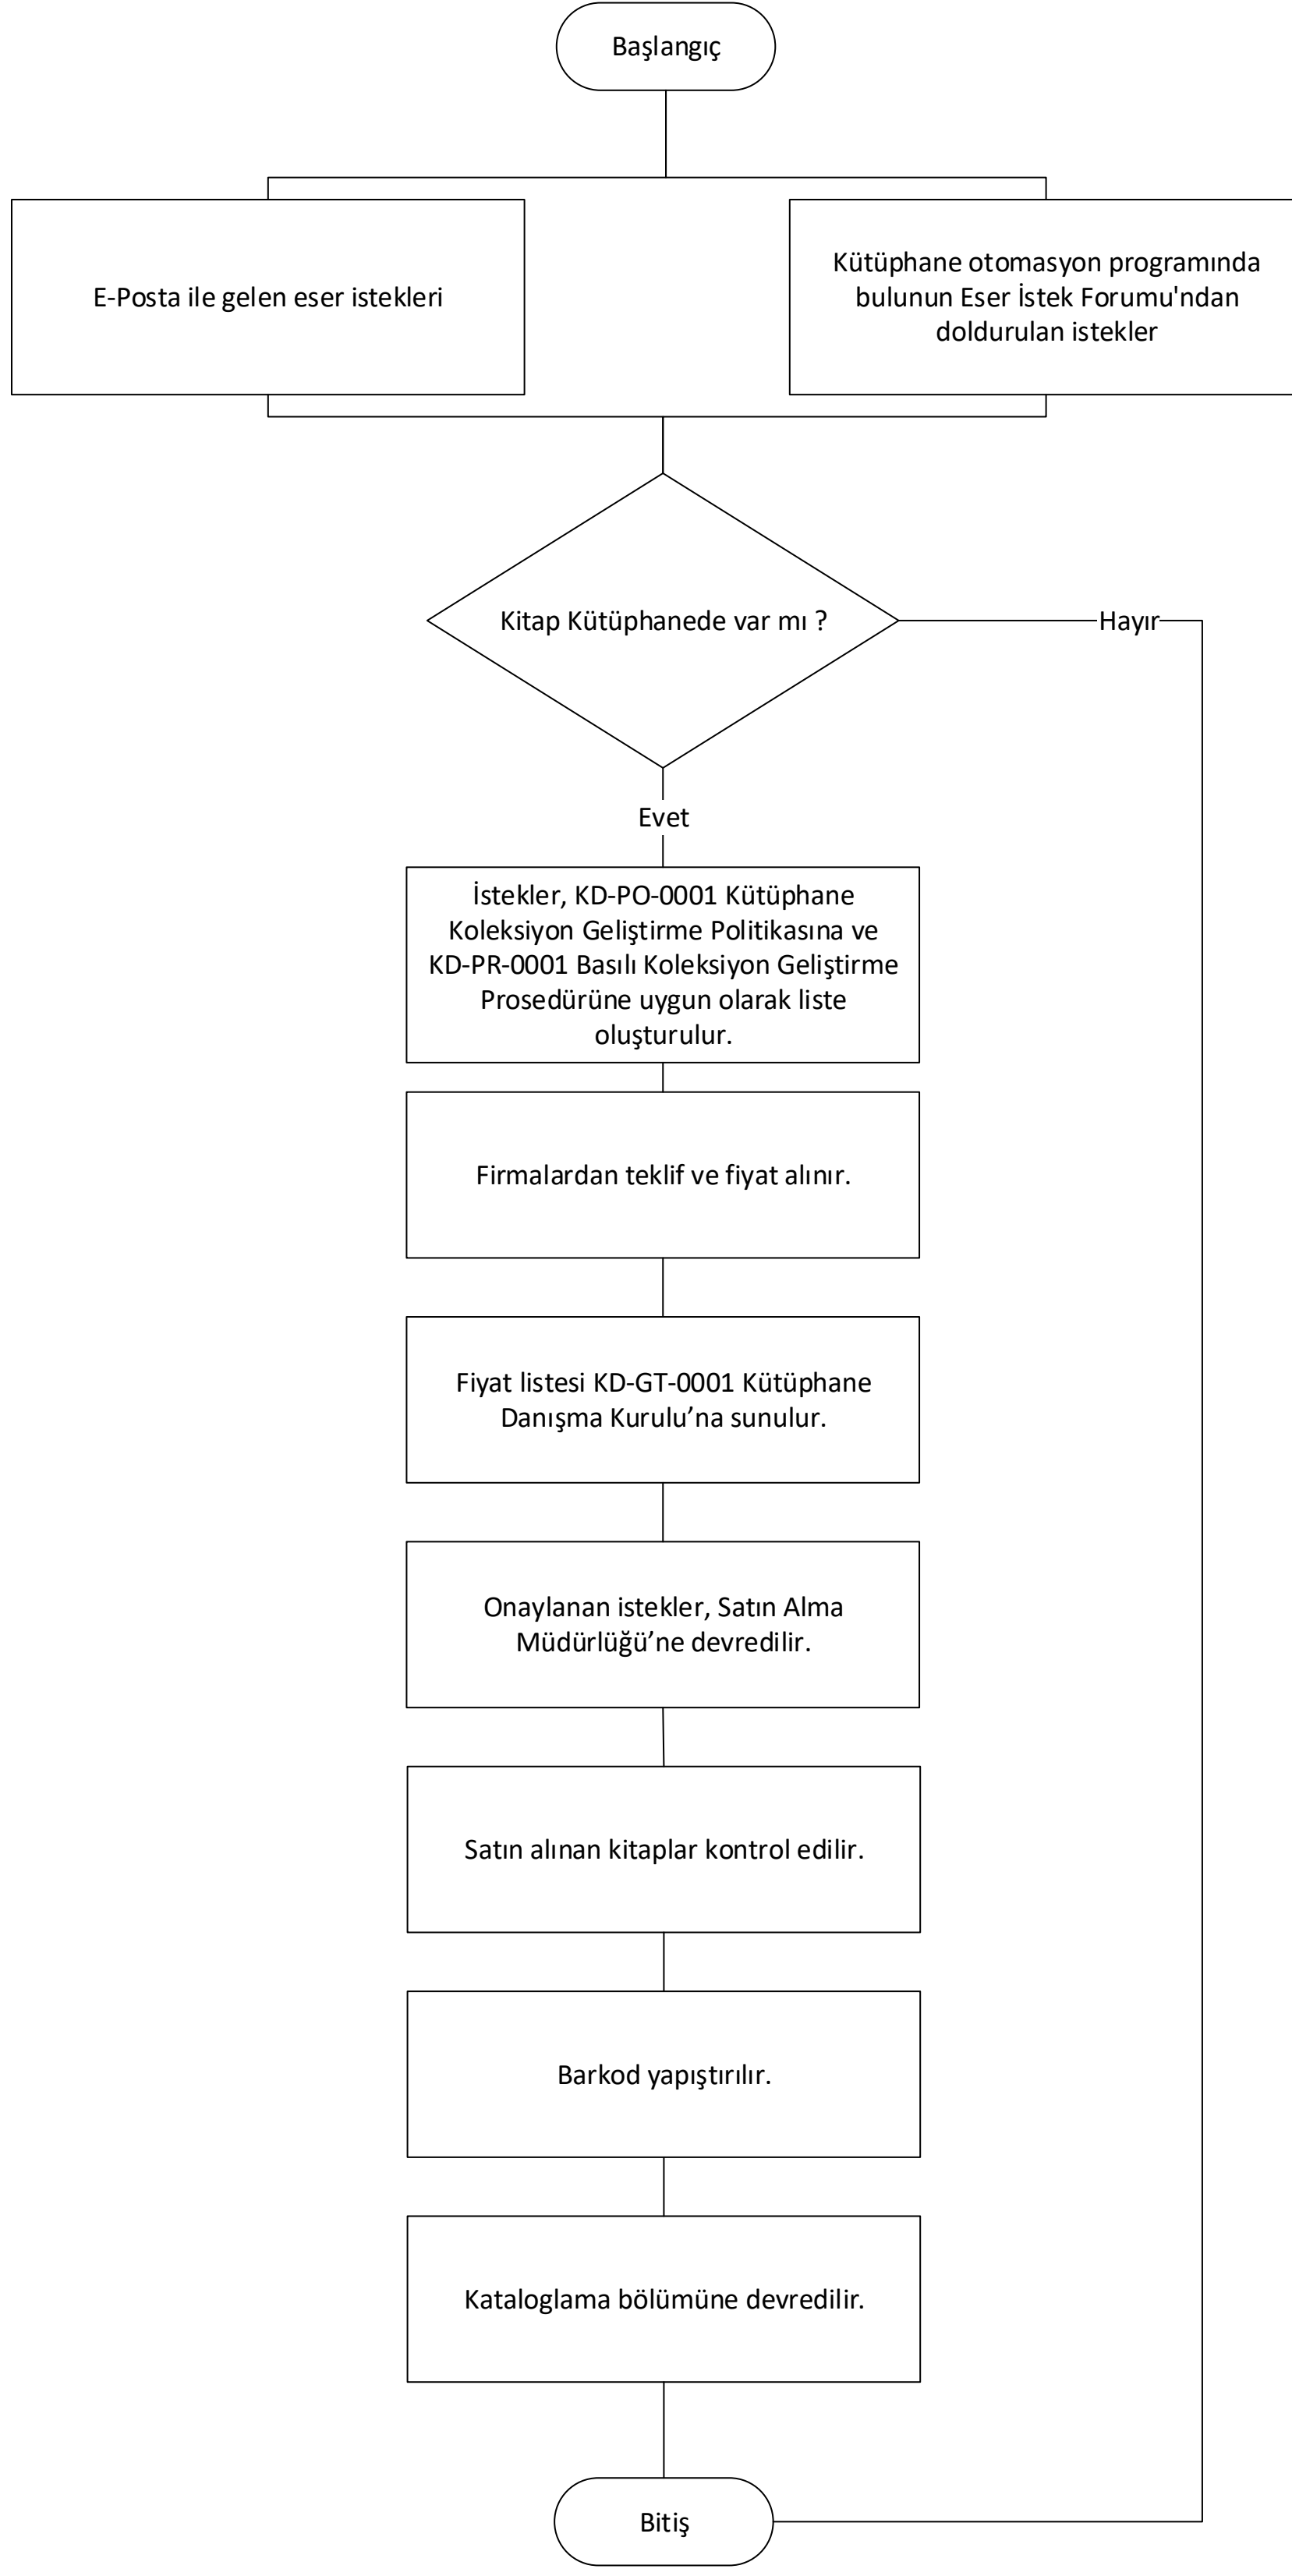 Başlangıç
E-Posta ile gelen eser istekleri
Kütüphane otomasyon programında
bulunun Eser İstek Forumu'ndan
doldurulan istekler
Kitap Kütüphanede var mı ?
Hayır
Evet
İstekler, KD-PO-0001 Kütüphane
Koleksiyon Geliştirme Politikasına ve
KD-PR-0001 Basılı Koleksiyon Geliştirme
Prosedürüne uygun olarak liste
oluşturulur.
Firmalardan teklif ve fiyat alınır.
Fiyat listesi KD-GT-0001 Kütüphane
Danışma Kurulu’na sunulur.
Onaylanan istekler, Satın Alma
Müdürlüğü’ne devredilir.
Satın alınan kitaplar kontrol edilir.
Barkod yapıştırılır.
Kataloglama bölümüne devredilir.
Bitiş